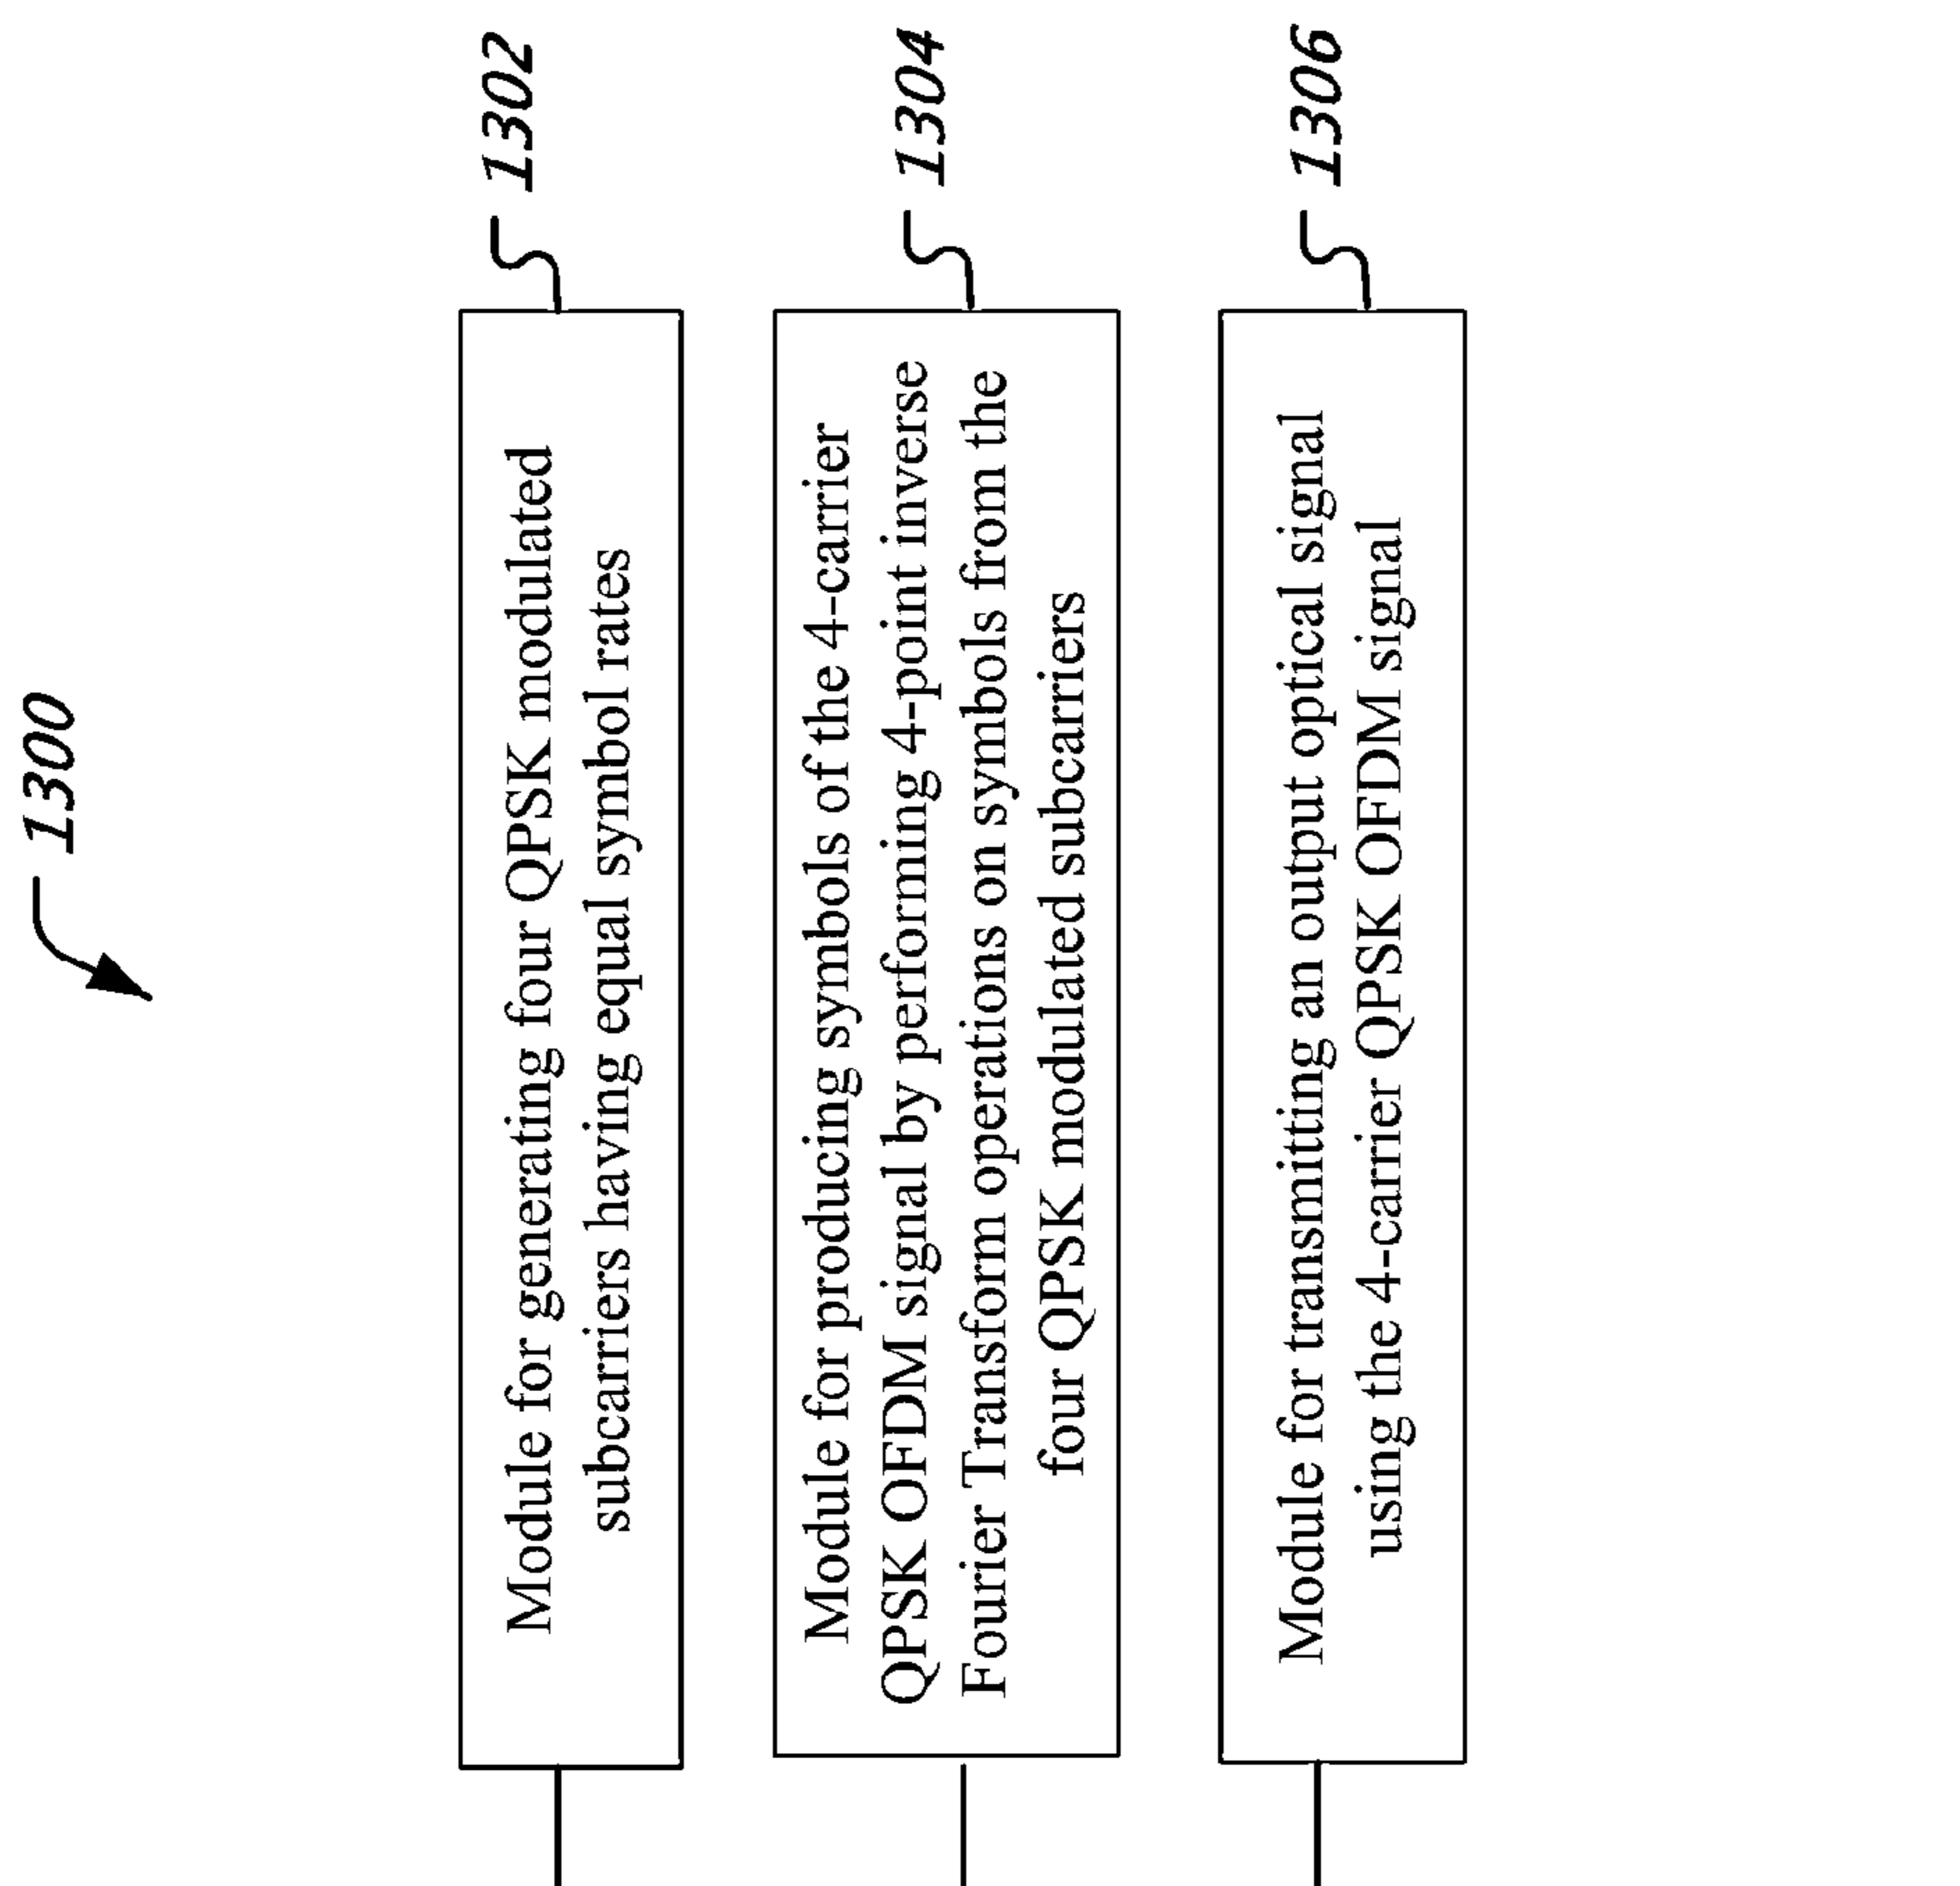 1300
Module for generating four QPSK modulated
subcarriers having equal symbol rates
1302
Module for producing symbols of the 4-carrier
QPSK OFDM signal by performing 4-point inverse
Fourier Transform operations on symbols from the
four QPSK modulated subcarriers
1304
Module for transmitting an output optical signal
using the 4-carrier QPSK OFDM signal
1306